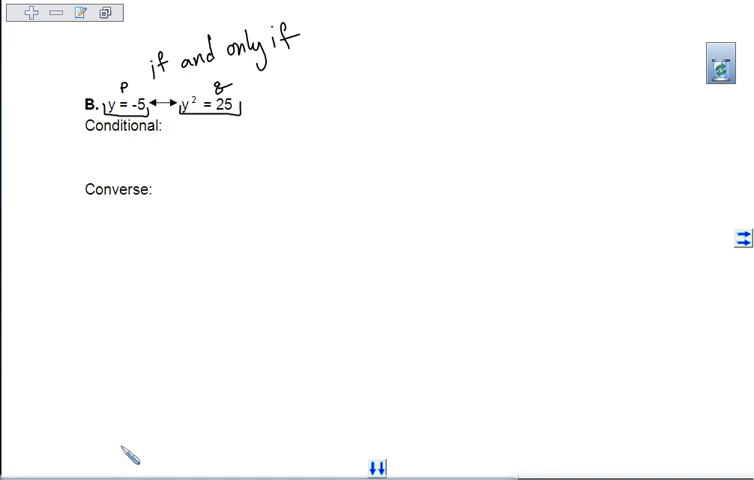 if and only if
p q
B. y = -5 ↔ y² = 25
Conditional:
Converse: